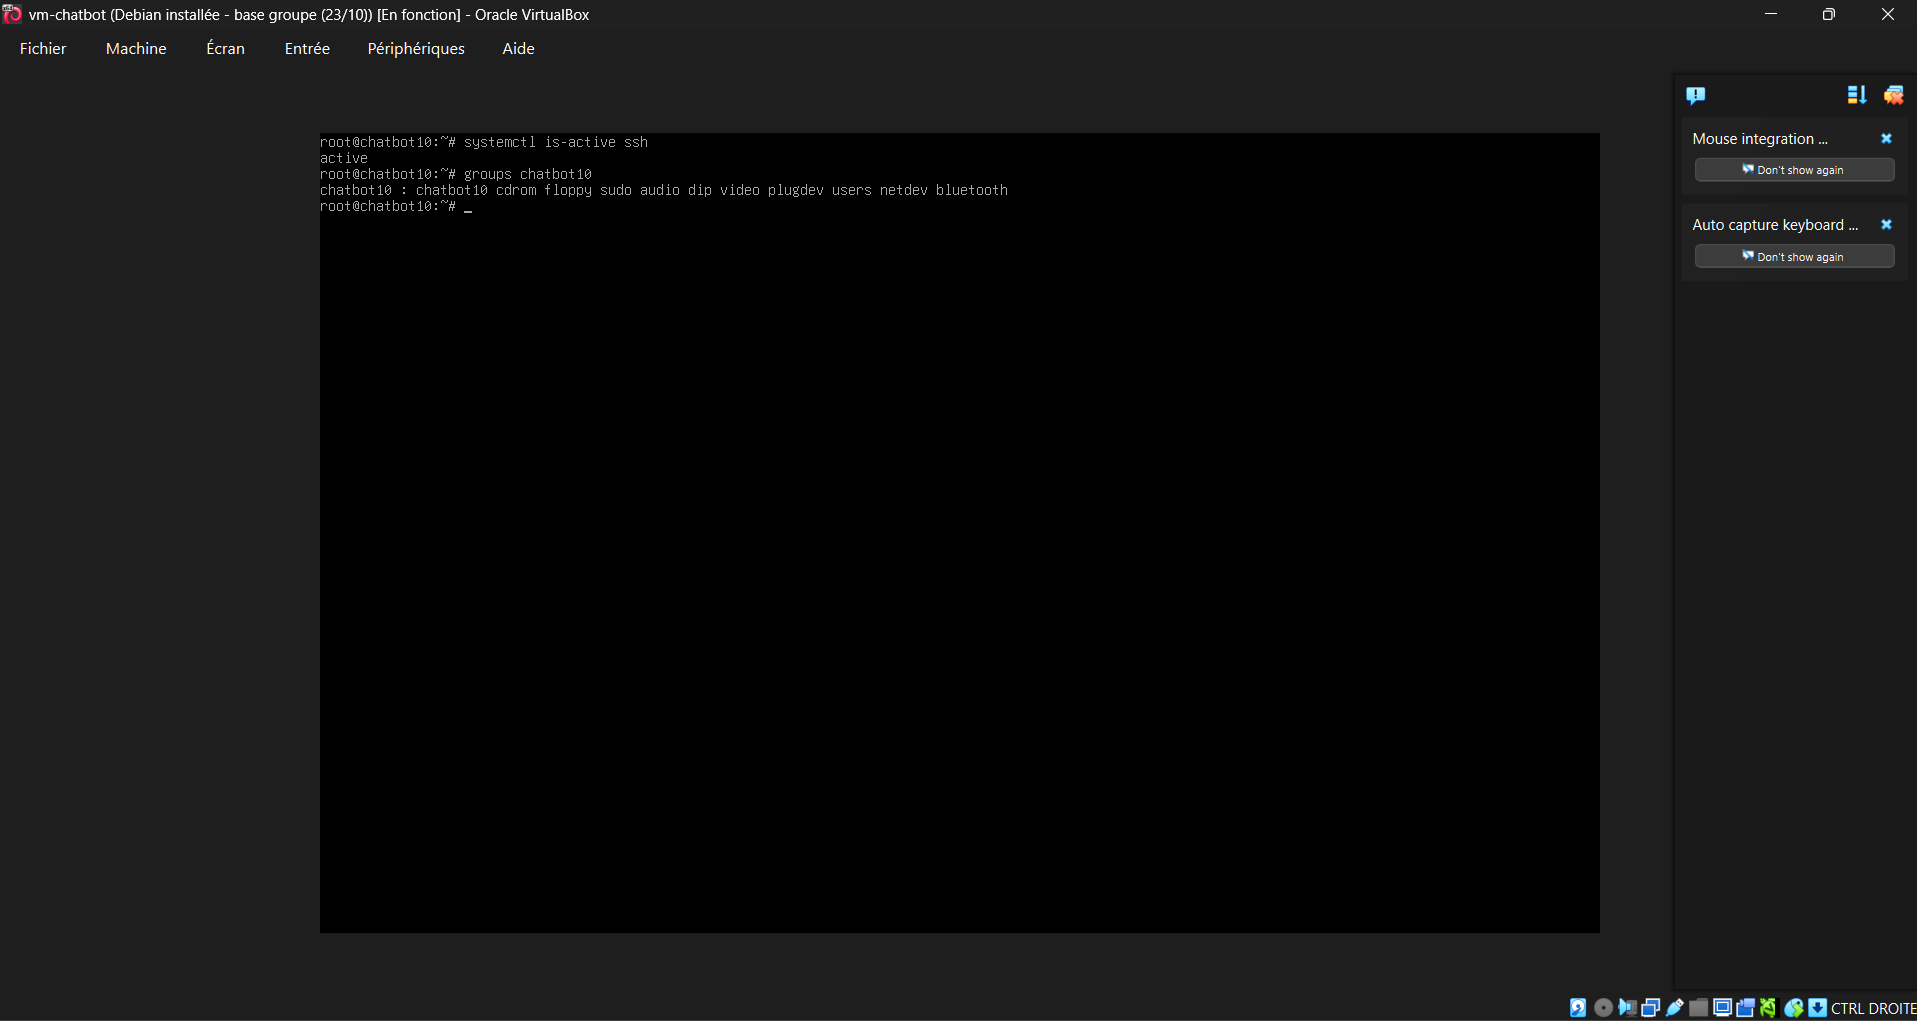 vm-chatbot (Debian installée - base groupe (23/10)) [En fonction] - Oracle VirtualBox
Fichier Machine Écran Entrée Périphériques Aide
root@chatbot10:~# systemctl is-active ssh
active
root@chatbot10:~# groups chatbot10
chatbot10 : chatbot10 cdrom floppy sudo audio dip video plugdev users netdev bluetooth
root@chatbot10:~# _
Mouse integration ...
Don't show again
Auto capture keyboard ...
Don't show again
CTRL DROITE